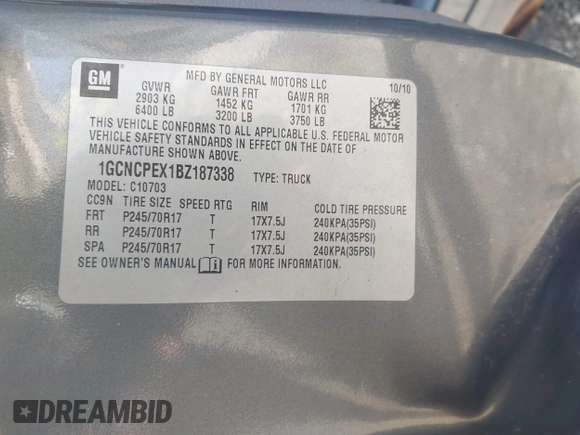 GM
MFD BY GENERAL MOTORS LLC 10/10
GVWR GAWR FRT GAWR RR
2903 KG 1452 KG 1701 KG
6400 LB 3200 LB 3750 LB
THIS VEHICLE CONFORMS TO ALL APPLICABLE U.S. FEDERAL MOTOR
VEHICLE SAFETY STANDARDS IN EFFECT ON THE DATE OF
MANUFACTURE SHOWN ABOVE.
1GCNCPEX1BZ187338 TYPE: TRUCK
MODEL: C10703
CC9N TIRE SIZE SPEED RTG RIM COLD TIRE PRESSURE
FRT P245/70R17 T 17X7.5J 240KPA(35PSI)
RR P245/70R17 T 17X7.5J 240KPA(35PSI)
SPA P245/70R17 T 17X7.5J 240KPA(35PSI)
SEE OWNER'S MANUAL FOR MORE INFORMATION.
DREAMBID